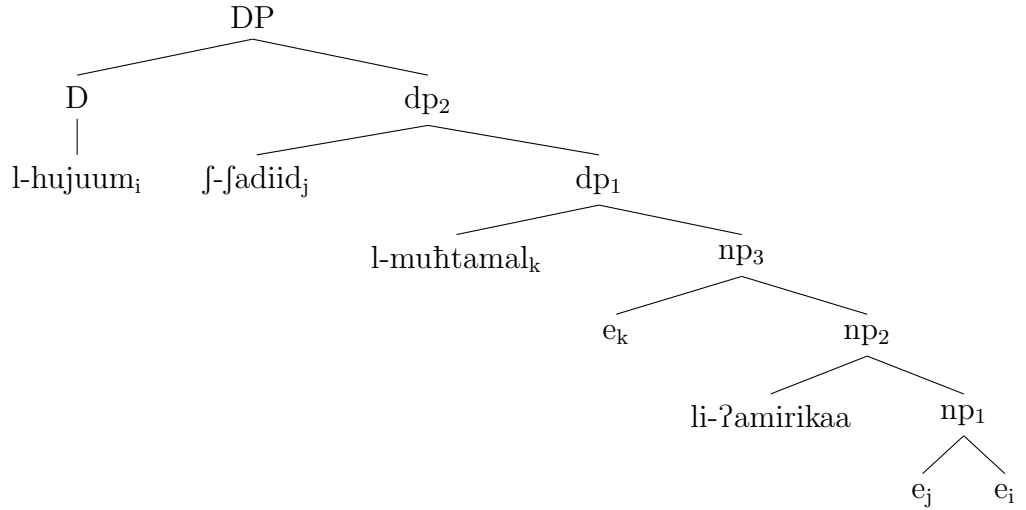 DP
D dp₂
l-hujuumᵢ ʃ-ʃadiidⱼ dp₁
l-muħtamalₖ np₃
eₖ np₂
li-ʔamirikaa np₁
eⱼ eᵢ